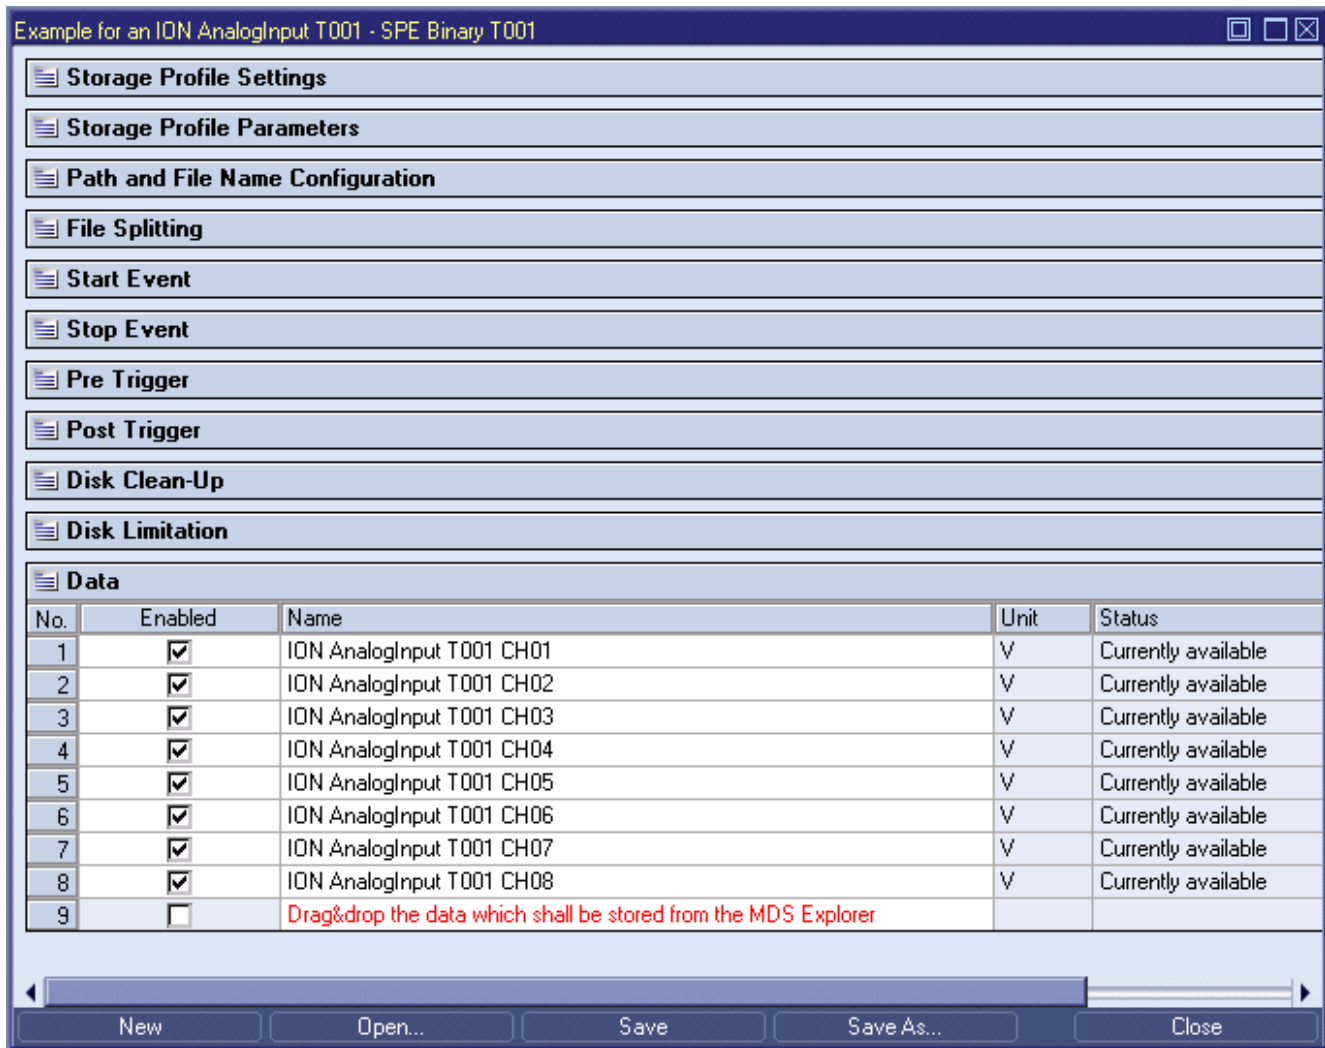 Example for an ION AnalogInput T001 - SPE Binary T001
Storage Profile Settings
Storage Profile Parameters
Path and File Name Configuration
File Splitting
Start Event
Stop Event
Pre Trigger
Post Trigger
Disk Clean-Up
Disk Limitation
Data
No. Enabled Name Unit Status
1 ION AnalogInput T001 CH01 V Currently available
2 ION AnalogInput T001 CH02 V Currently available
3 ION AnalogInput T001 CH03 V Currently available
4 ION AnalogInput T001 CH04 V Currently available
5 ION AnalogInput T001 CH05 V Currently available
6 ION AnalogInput T001 CH06 V Currently available
7 ION AnalogInput T001 CH07 V Currently available
8 ION AnalogInput T001 CH08 V Currently available
9 Drag&drop the data which shall be stored from the MDS Explorer
New Open... Save Save As... Close